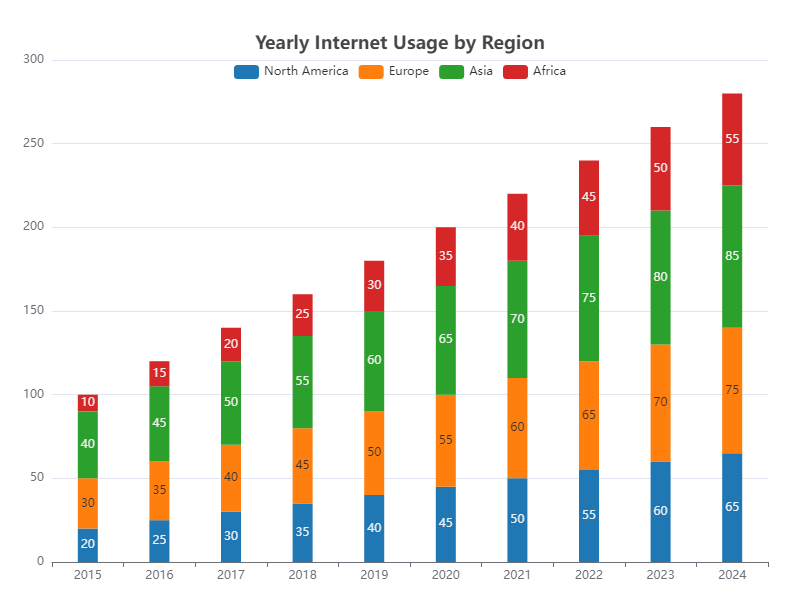 Yearly Internet Usage by Region
North America Europe Asia Africa
300
250
200
150
100
50
0
10 15 20 25 30 35 40 45 50 55
40 45 50 55 60 65 70 75 80 85
30 35 40 45 50 55 60 65 70 75
20 25 30 35 40 45 50 55 60 65
2015 2016 2017 2018 2019 2020 2021 2022 2023 2024